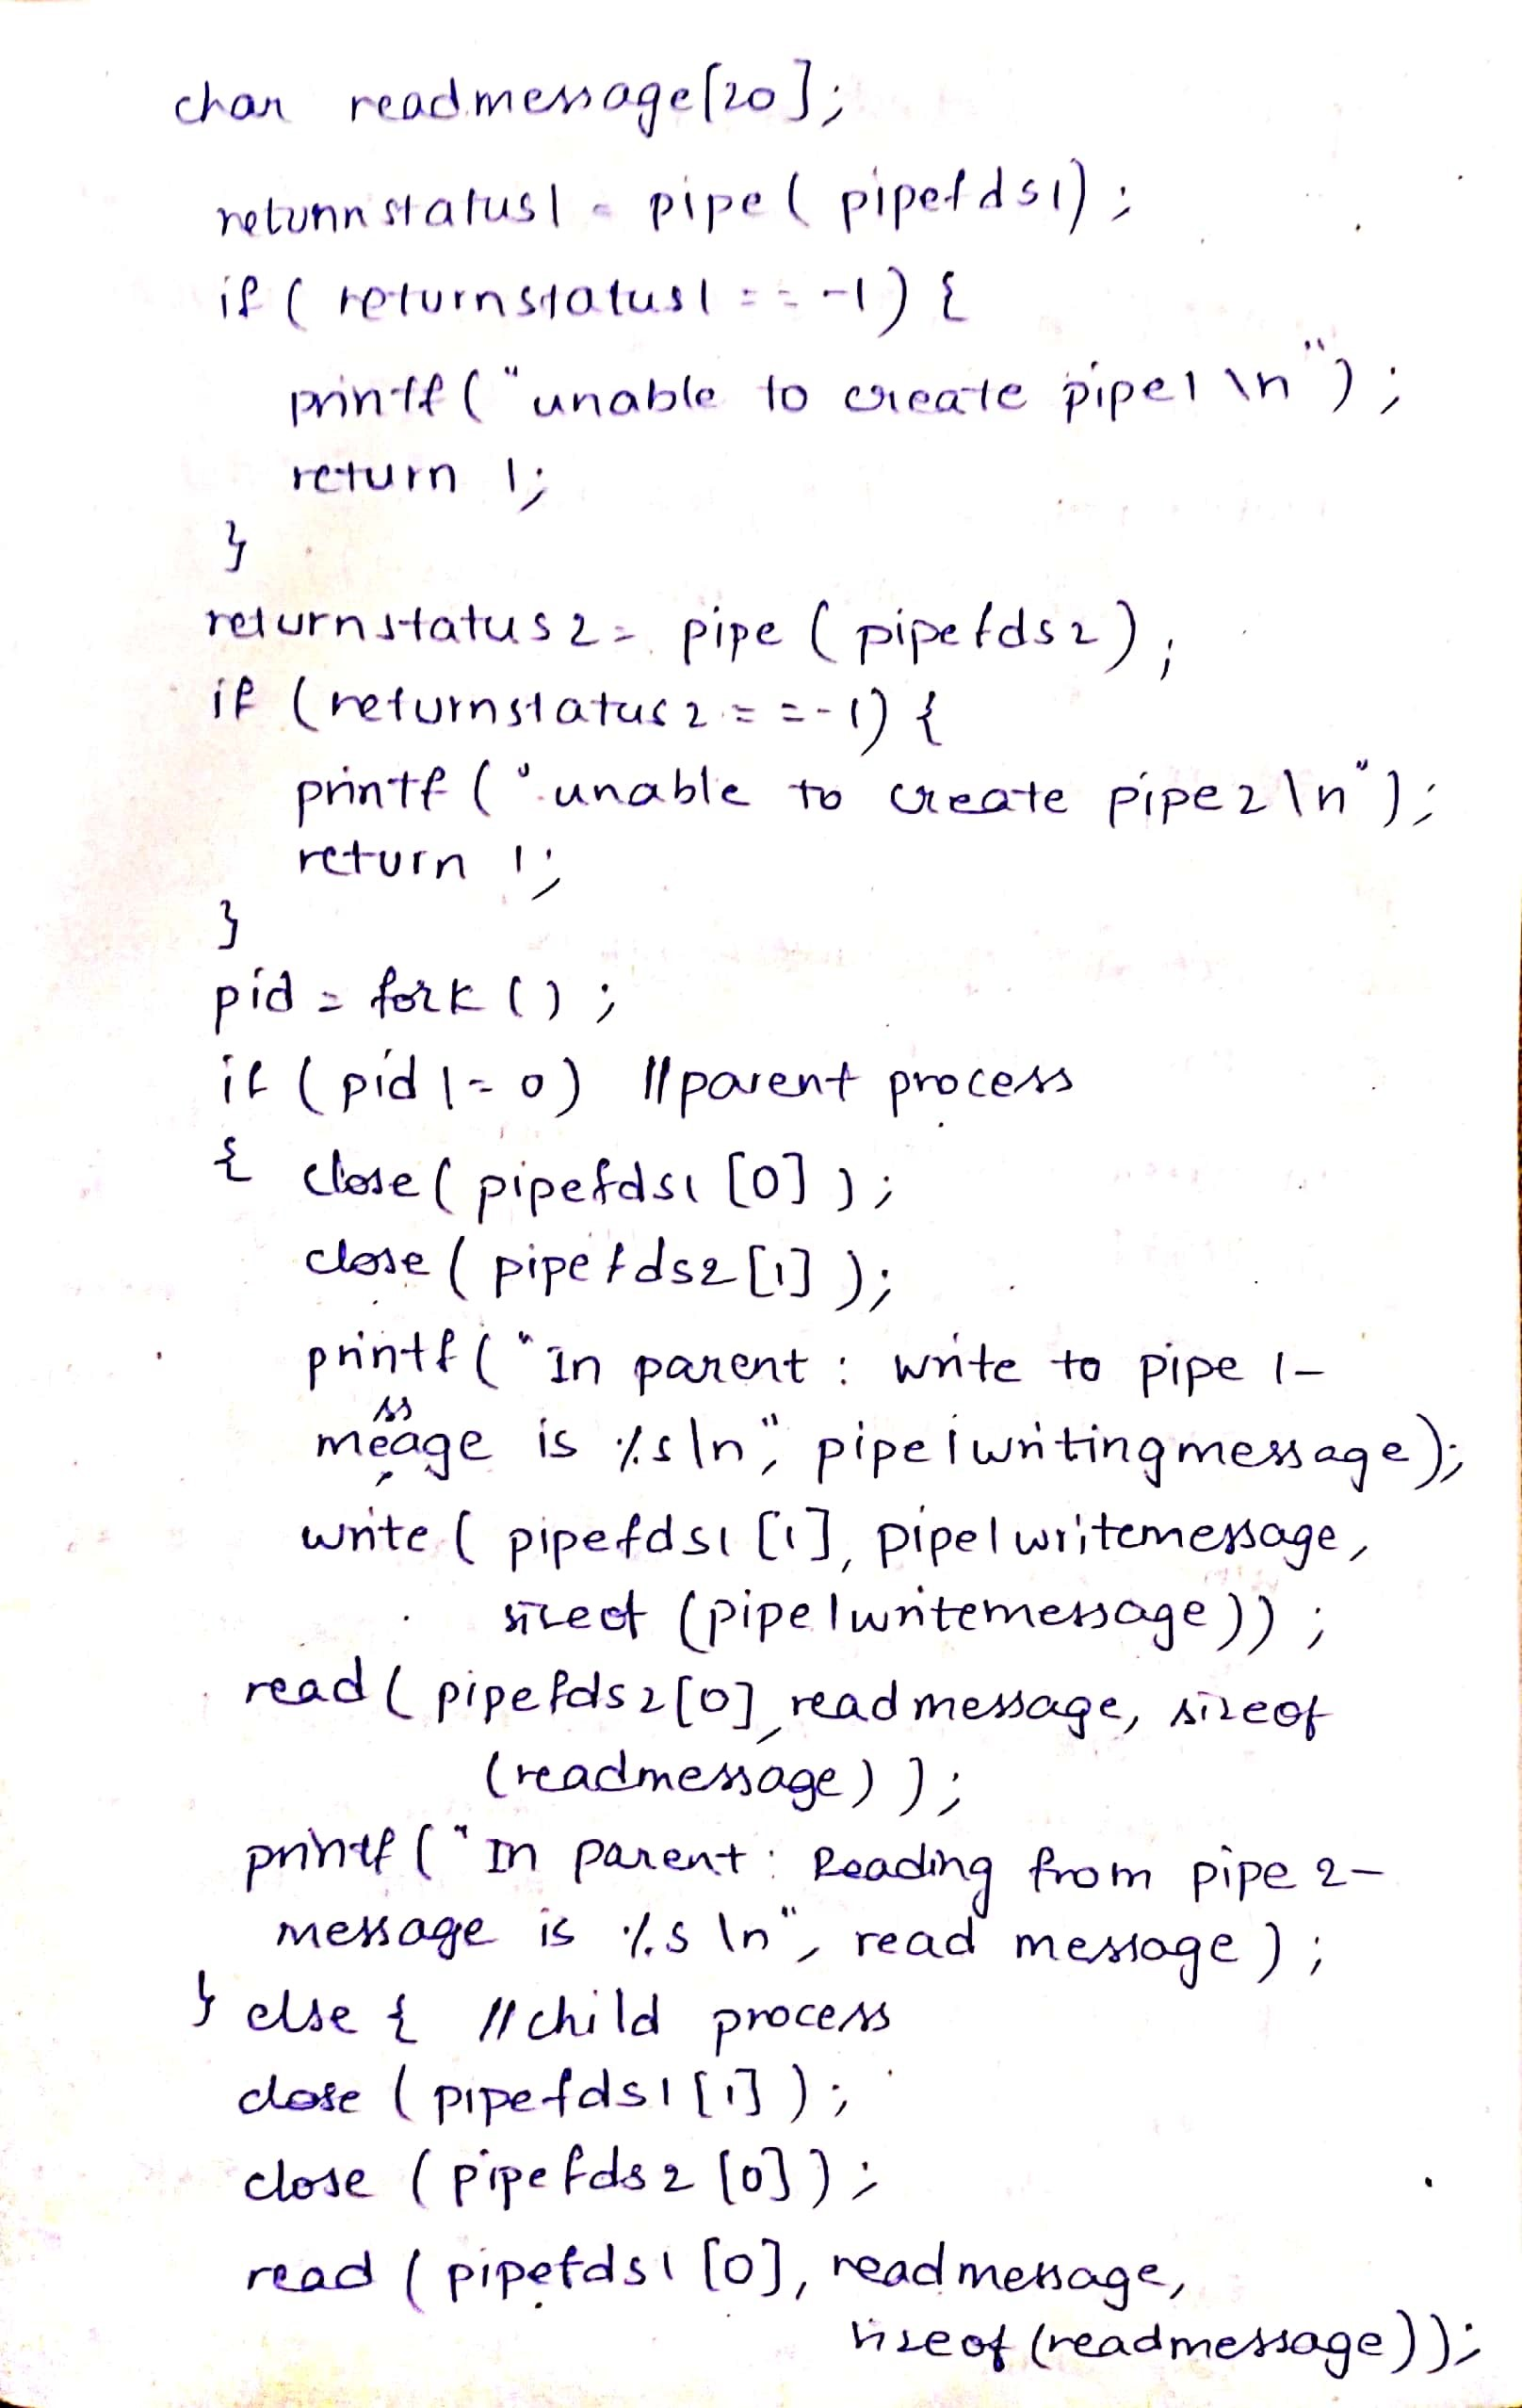 char readmessage[20];
returnstatus1 = pipe(pipefds1);
if (returnstatus1 == -1) {
printf("unable to create pipe1 \n");
return 1;
}
returnstatus2 = pipe (pipefds2);
if (returnstatus2 == -1) {
printf ("unable to create pipe2 \n");
return 1;
}
pid = fork ();
if (pid != 0) //parent process
{ close(pipefds1 [0]);
close (pipefds2 [1]);
printf("In parent : write to pipe 1-
message is %s\n", pipe1writingmessage);
write ( pipefds1 [1], pipe1writemessage,
sizeof (pipe1writemessage));
read ( pipefds2[0], readmessage, sizeof
(readmessage));
printf ("In parent : Reading from pipe 2-
message is %s \n", read message);
} else { //child process
close (pipefds1 [1]);
close (pipefds2 [0]);
read (pipefds1 [0], readmessage,
sizeof (readmessage));